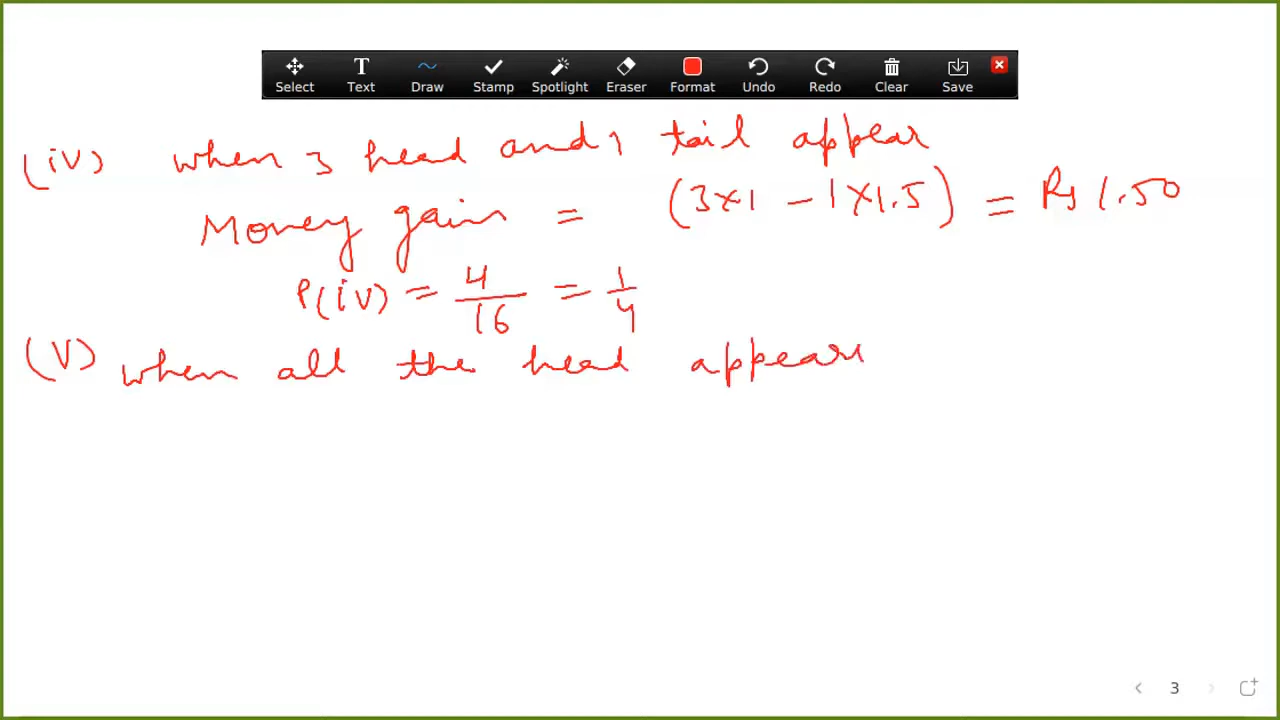 Select Text Draw Stamp Spotlight Eraser Format Undo Redo Clear Save
(iv) when 3 head and 1 tail appear
Money gain = (3×1 - 1×1.5) = Rs 1.50
P(iv) = 4/16 = 1/4
(V) when all the head appears
3